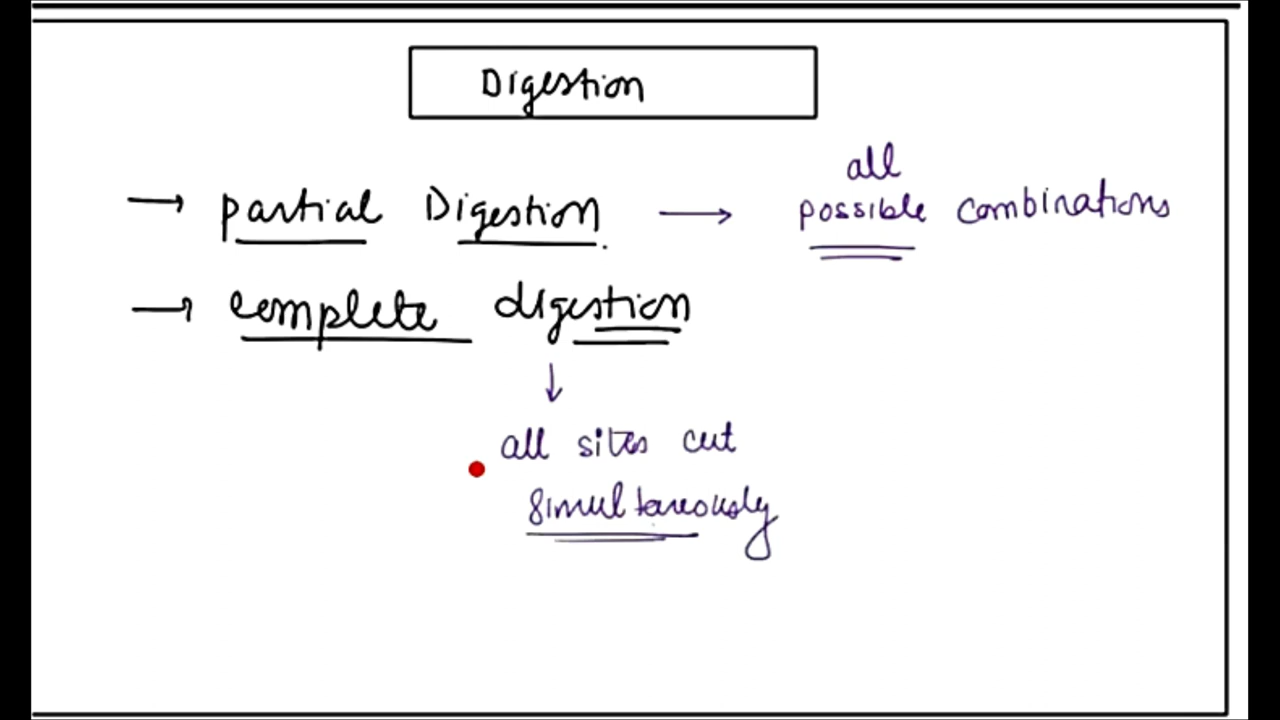 Digestion
→ partial Digestion. → all possible combinations
→ complete digestion
↓
all sites cut
simultaneously